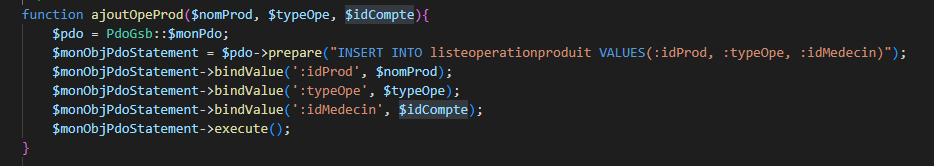 function ajoutOpeProd($nomProd, $typeOpe, $idCompte){
    $pdo = PdoGsb::$monPdo;
    $monObjPdoStatement = $pdo->prepare("INSERT INTO listeoperationproduit VALUES(:idProd, :typeOpe, :idMedecin)");
    $monObjPdoStatement->bindValue(':idProd', $nomProd);
    $monObjPdoStatement->bindValue(':typeOpe', $typeOpe);
    $monObjPdoStatement->bindValue(':idMedecin', $idCompte);
    $monObjPdoStatement->execute();
}